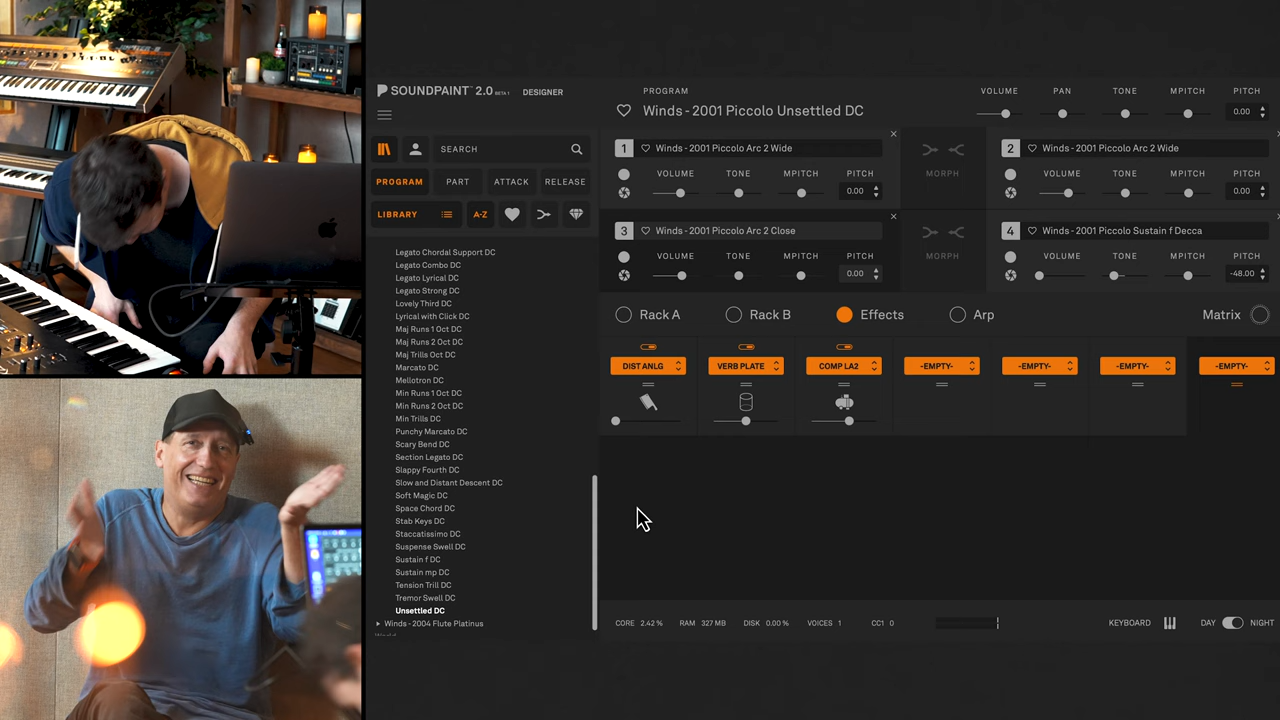 SOUNDPAINT™ 2.0 BETA 1 DESIGNER
SEARCH
PROGRAM PART ATTACK RELEASE
LIBRARY A-Z
Legato Chordal Support DC
Legato Combo DC
Legato Lyrical DC
Legato Strong DC
Lovely Third DC
Lyrical with Click DC
Maj Runs 1 Oct DC
Maj Runs 2 Oct DC
Maj Trills Oct DC
Marcato DC
Mellotron DC
Min Runs 1 Oct DC
Min Runs 2 Oct DC
Min Trills DC
Punchy Marcato DC
Scary Bend DC
Section Legato DC
Slappy Fourth DC
Slow and Distant Descent DC
Soft Magic DC
Space Chord DC
Stab Keys DC
Staccatissimo DC
Suspense Swell DC
Sustain f DC
Sustain mp DC
Tension Trill DC
Tremor Swell DC
Unsettled DC
Winds - 2004 Flute Platinus
PROGRAM
Winds - 2001 Piccolo Unsettled DC
VOLUME PAN TONE MPITCH PITCH
0.00
1 Winds - 2001 Piccolo Arc 2 Wide
VOLUME TONE MPITCH PITCH
0.00
MORPH
2 Winds - 2001 Piccolo Arc 2 Wide
VOLUME TONE MPITCH PITCH
0.00
3 Winds - 2001 Piccolo Arc 2 Close
VOLUME TONE MPITCH PITCH
0.00
MORPH
4 Winds - 2001 Piccolo Sustain f Decca
VOLUME TONE MPITCH PITCH
-48.00
Rack A Rack B Effects Arp Matrix
DIST ANLG VERB PLATE COMP LA2 -EMPTY- -EMPTY- -EMPTY- -EMPTY-
CORE 2.42 % RAM 327 MB DISK 0.00 % VOICES 1 CC1 0 KEYBOARD DAY NIGHT